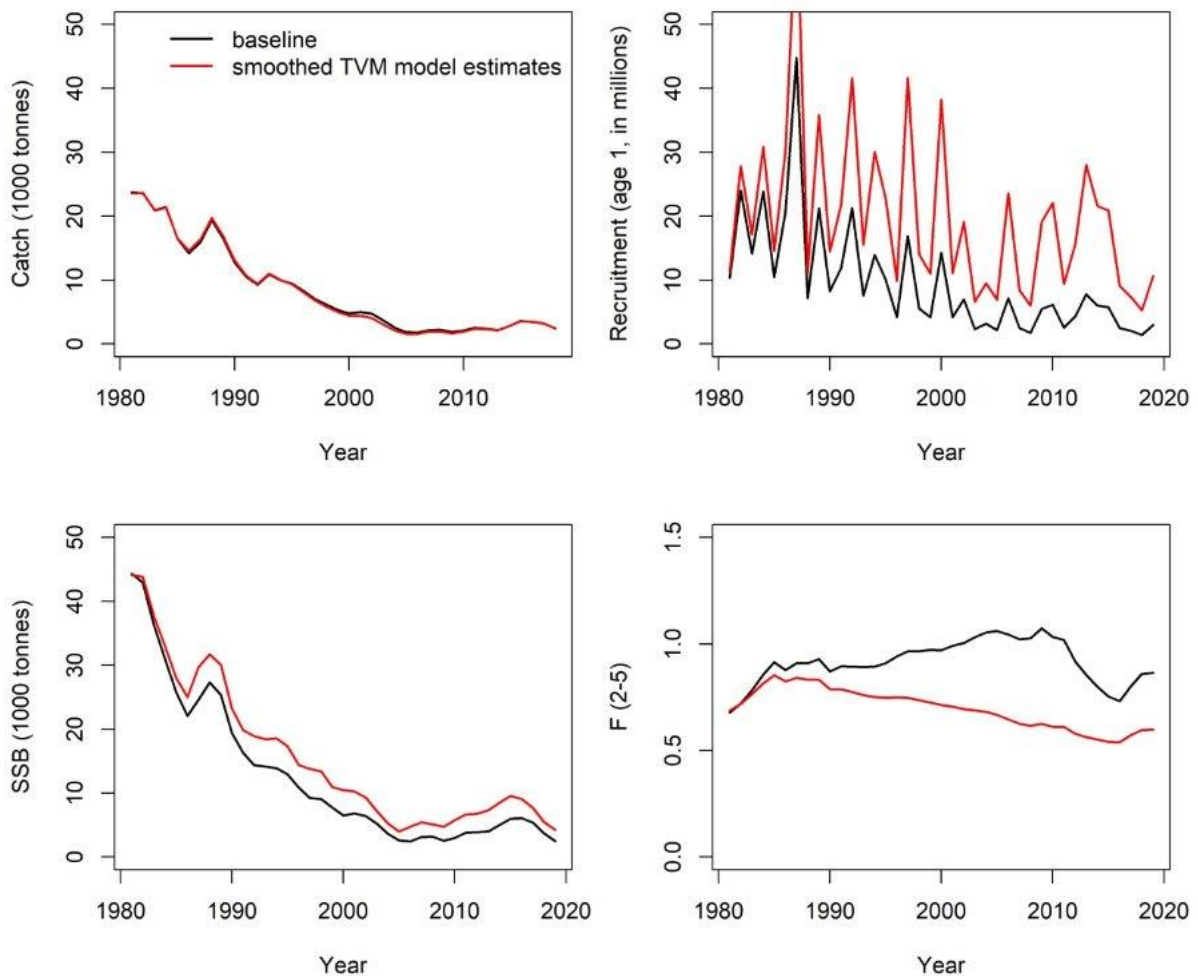 Catch (1000 tonnes)
50
40
30
20
10
0
baseline
smoothed TVM model estimates
1980 1990 2000 2010
Year
Recruitment (age 1, in millions)
50
40
30
20
10
0
1980 1990 2000 2010 2020
Year
SSB (1000 tonnes)
50
40
30
20
10
0
1980 1990 2000 2010 2020
Year
F (2-5)
1.5
1.0
0.5
0.0
1980 1990 2000 2010 2020
Year